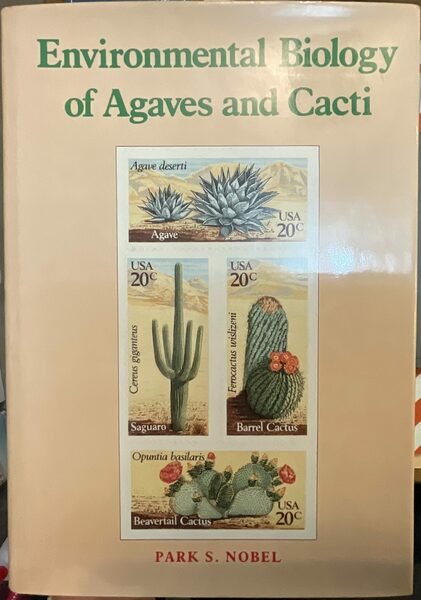 Environmental Biology
of Agaves and Cacti
Agave deserti
Agave
USA
20c
USA
20c
Cereus giganteus
Saguaro
USA
20c
Ferocactus wislizeni
Barrel Cactus
Opuntia basilaris
Beavertail Cactus
USA
20c
PARK S. NOBEL